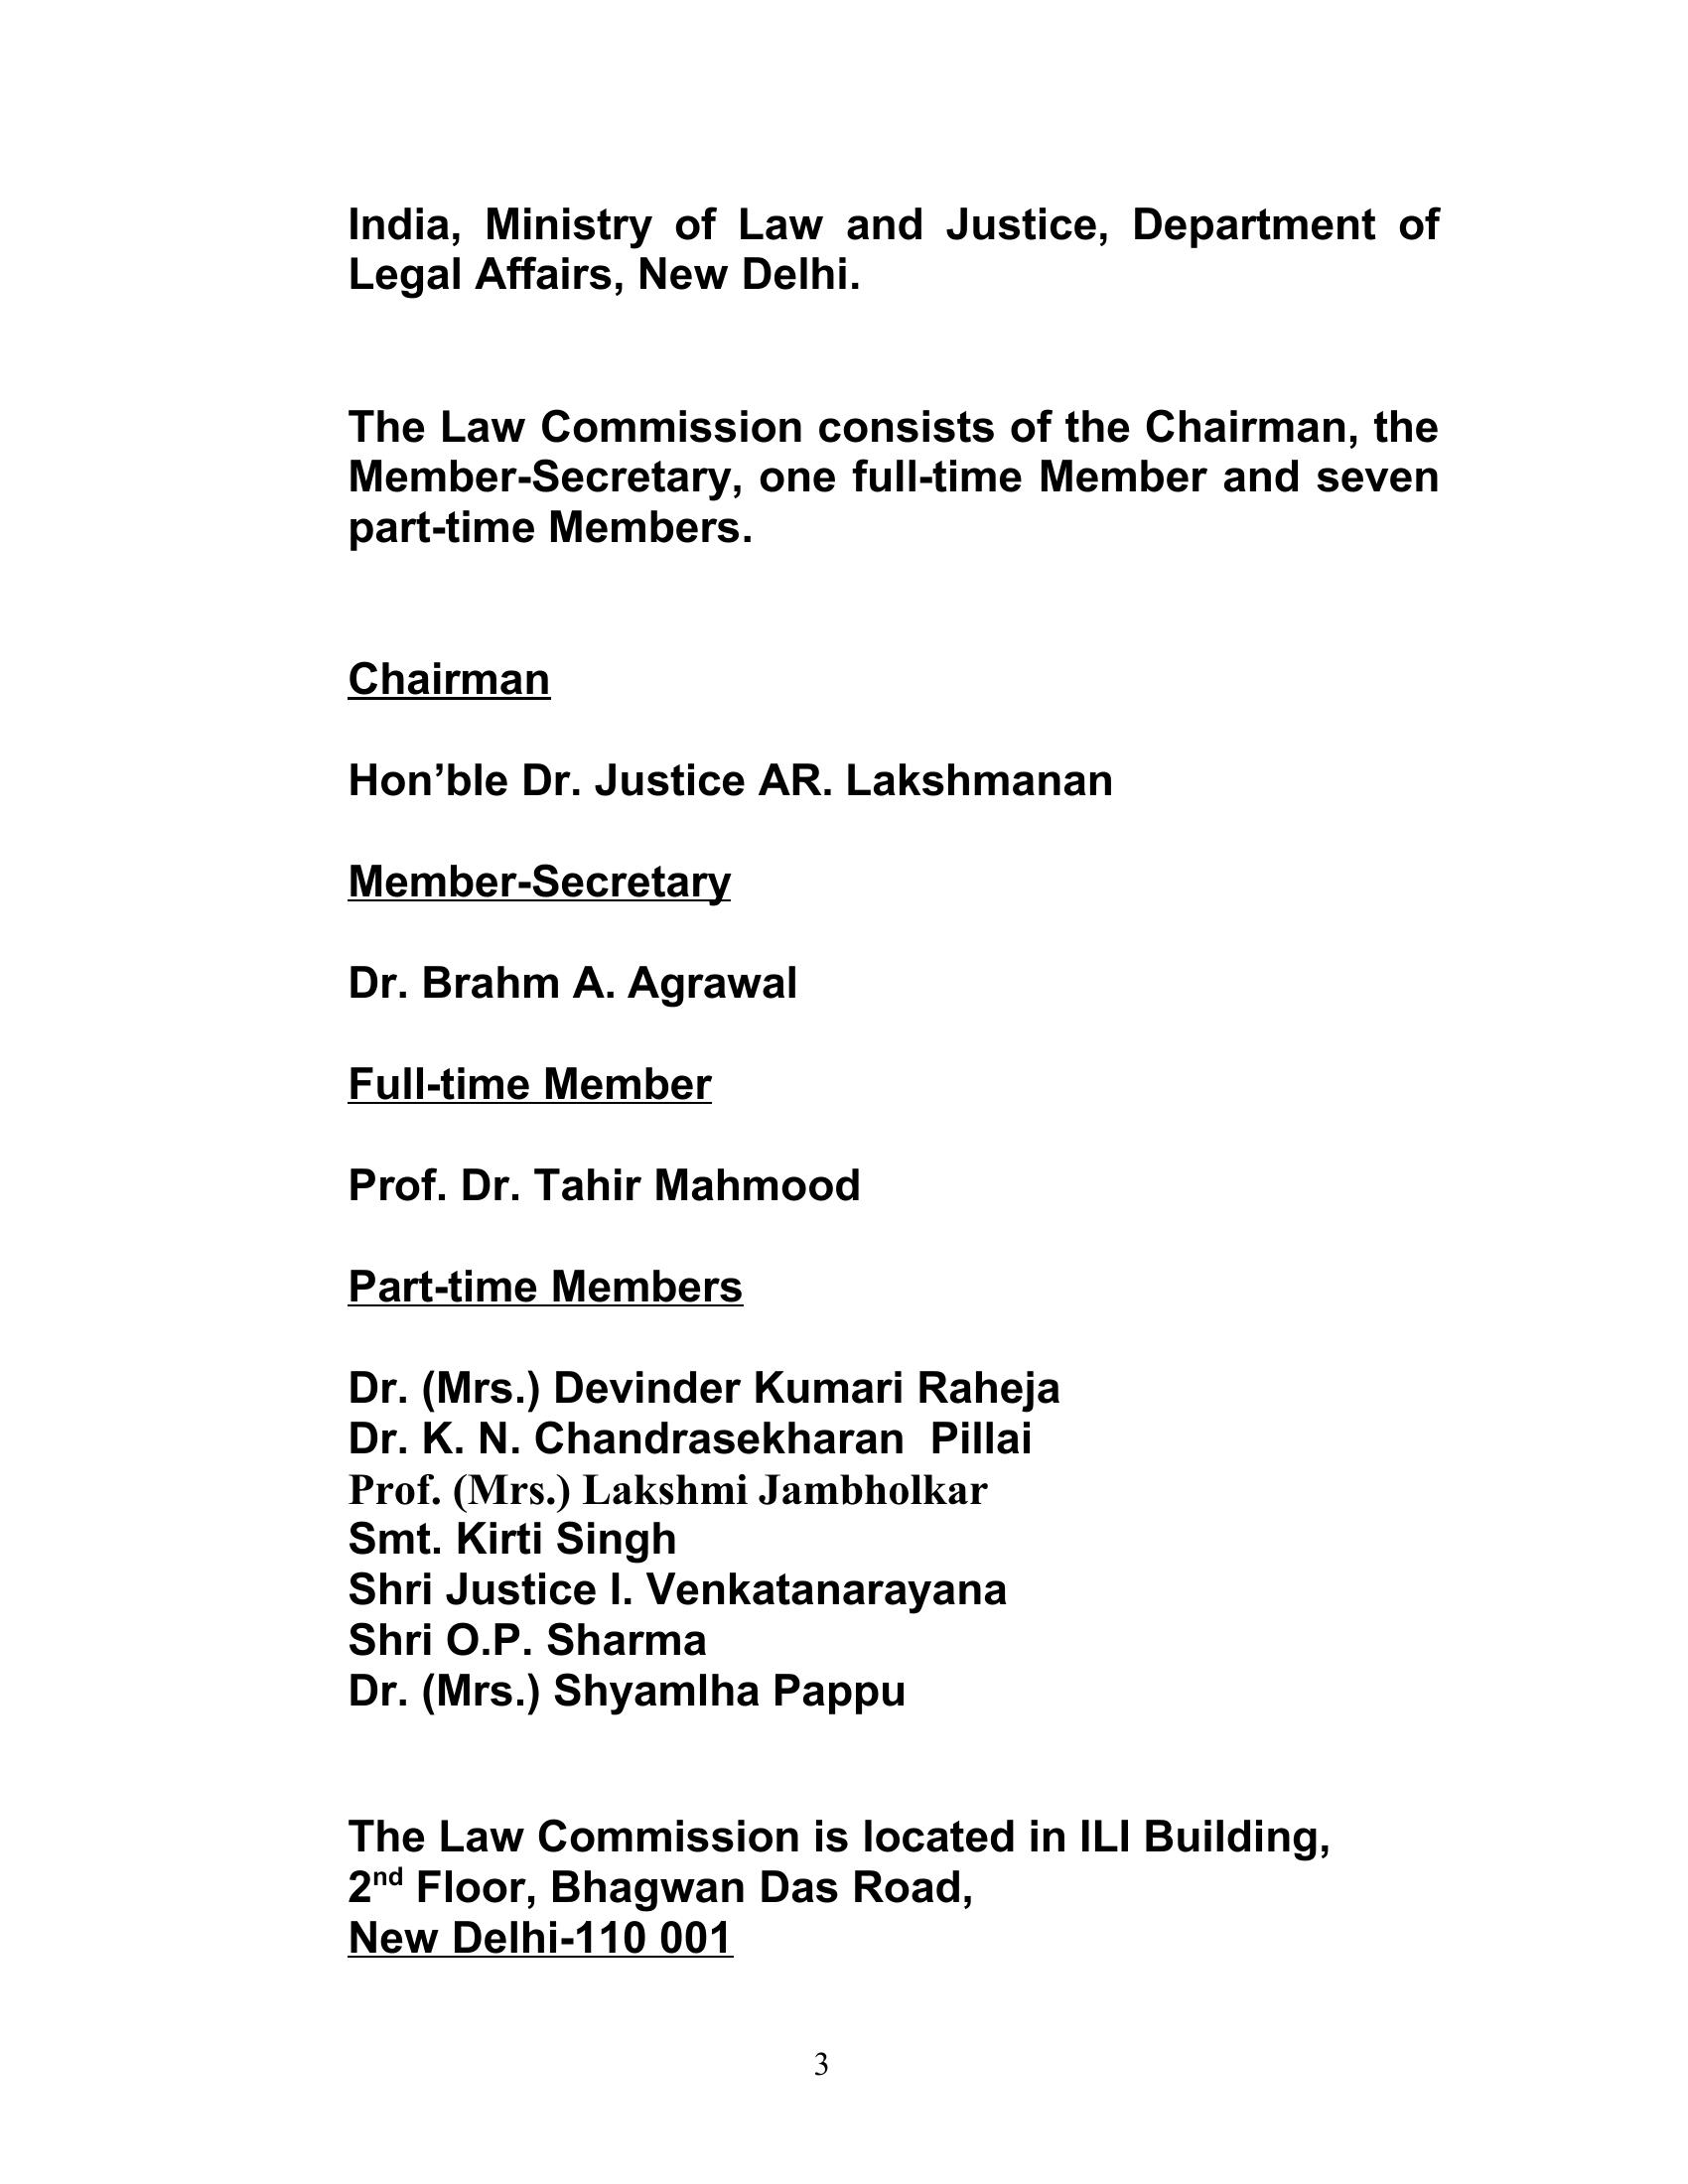 India, Ministry of Law and Justice, Department of
Legal Affairs, New Delhi.
The Law Commission consists of the Chairman, the
Member-Secretary, one full-time Member and seven
part-time Members.
Chairman
Hon’ble Dr. Justice AR. Lakshmanan
Member-Secretary
Dr. Brahm A. Agrawal
Full-time Member
Prof. Dr. Tahir Mahmood
Part-time Members
Dr. (Mrs.) Devinder Kumari Raheja
Dr. K. N. Chandrasekharan  Pillai
Prof. (Mrs.) Lakshmi Jambholkar
Smt. Kirti Singh
Shri Justice I. Venkatanarayana
Shri O.P. Sharma
Dr. (Mrs.) Shyamlha Pappu
The Law Commission is located in ILI Building,
2nd Floor, Bhagwan Das Road,
New Delhi-110 001
3